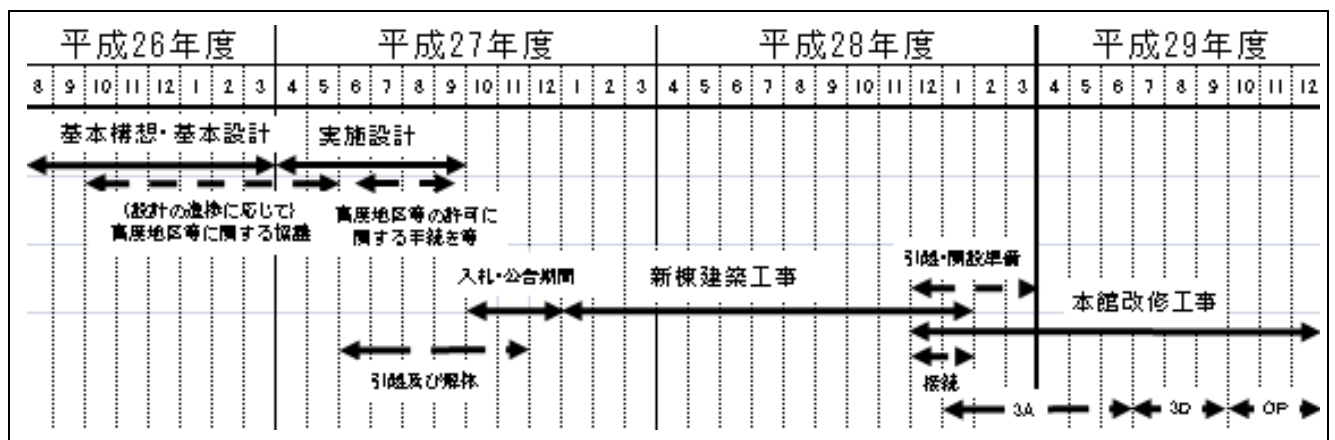 平成26年度 平成27年度 平成28年度 平成29年度
8 9 10 11 12 1 2 3 4 5 6 7 8 9 10 11 12 1 2 3 4 5 6 7 8 9 10 11 12 1 2 3 4 5 6 7 8 9 10 11 12
基本構想・基本設計 実施設計
(設計の進捗に応じて)
高度地区等に関する協議
高度地区等の許可に
関する手続き等
入札・公告期間 新棟建築工事
引越・開設準備
本館改修工事
引越及び解体
接続
3A 3D OP